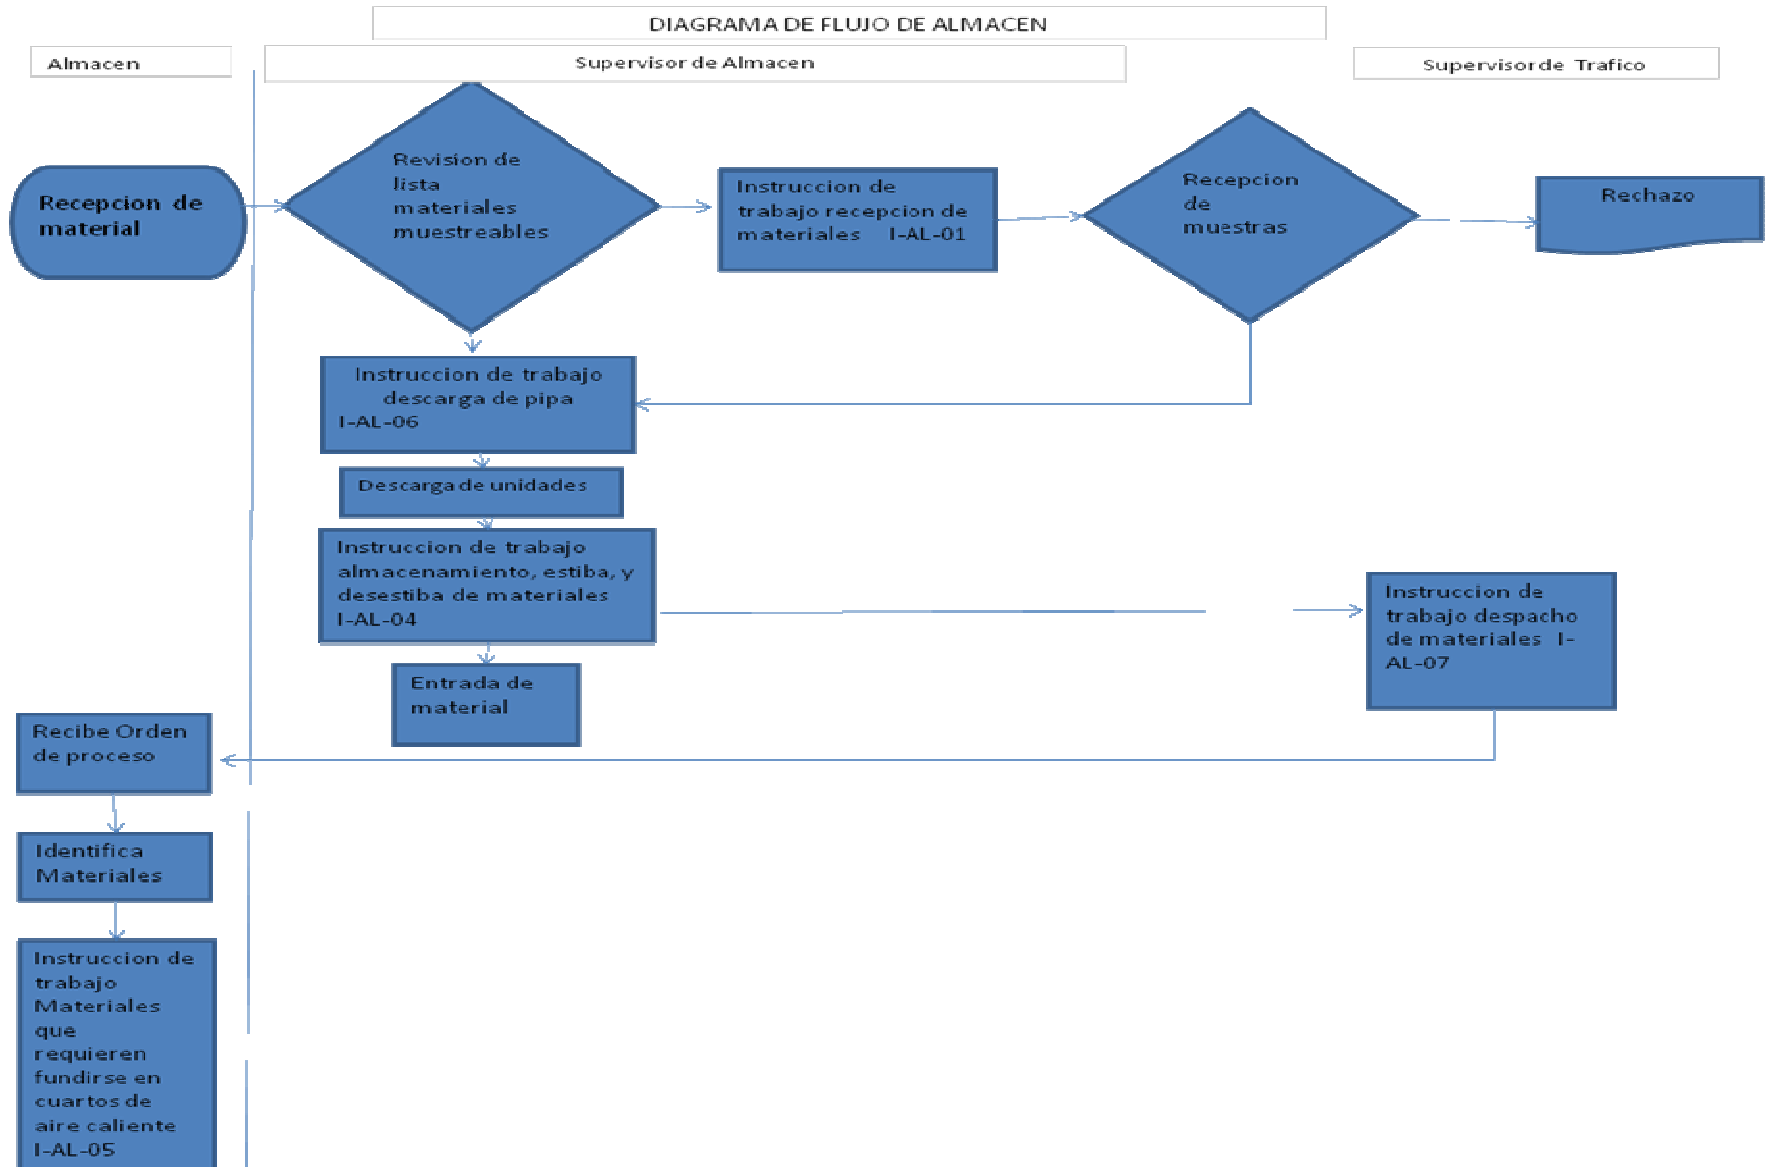 DIAGRAMA DE FLUJO DE ALMACEN
Almacen
Supervisor de Almacen
Supervisor de Trafico
Recepcion de
material
Revision de
lista
materiales
muestreables
Instruccion de
trabajo recepcion de
materiales I-AL-01
Recepcion
de
muestras
Rechazo
Instruccion de trabajo
descarga de pipa
I-AL-06
Descarga de unidades
Instruccion de trabajo
almacenamiento, estiba, y
desestiba de materiales
I-AL-04
Instruccion de
trabajo despacho
de materiales I-
AL-07
Entrada de
material
Recibe Orden
de proceso
Identifica
Materiales
Instruccion de
trabajo
Materiales
que
requieren
fundirse en
cuartos de
aire caliente
I-AL-05